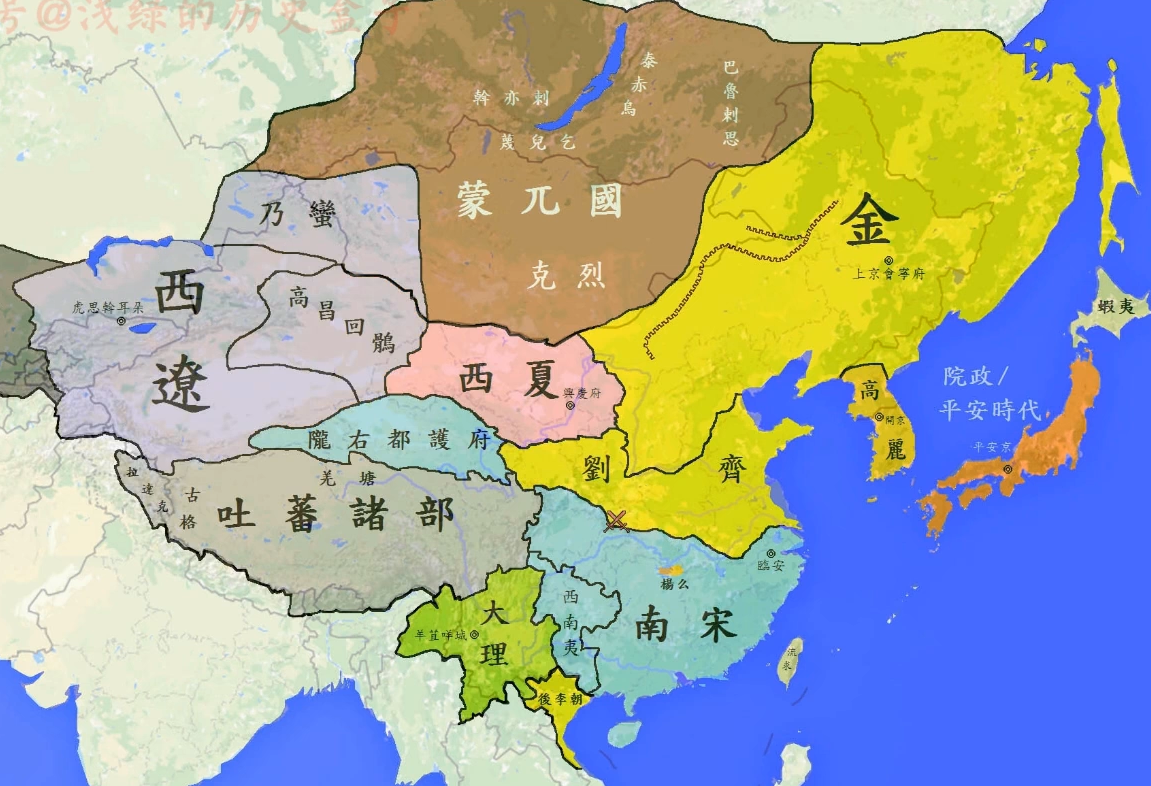 号@浅绿的历史盒子
泰赤烏
巴魯剌思
斡亦剌
蔑兒乞
蒙兀國
乃蠻
克烈
金
上京會寧府
西遼
虎思斡耳朵
高昌回鶻
西夏
興慶府
蝦夷
院政/
平安時代
平安京
高麗
開京
隴右都護府
劉齊
拉達克
古格
羌塘
吐蕃諸部
臨安
楊么
南宋
西南夷
大理
羊苴咩城
流求
後李朝